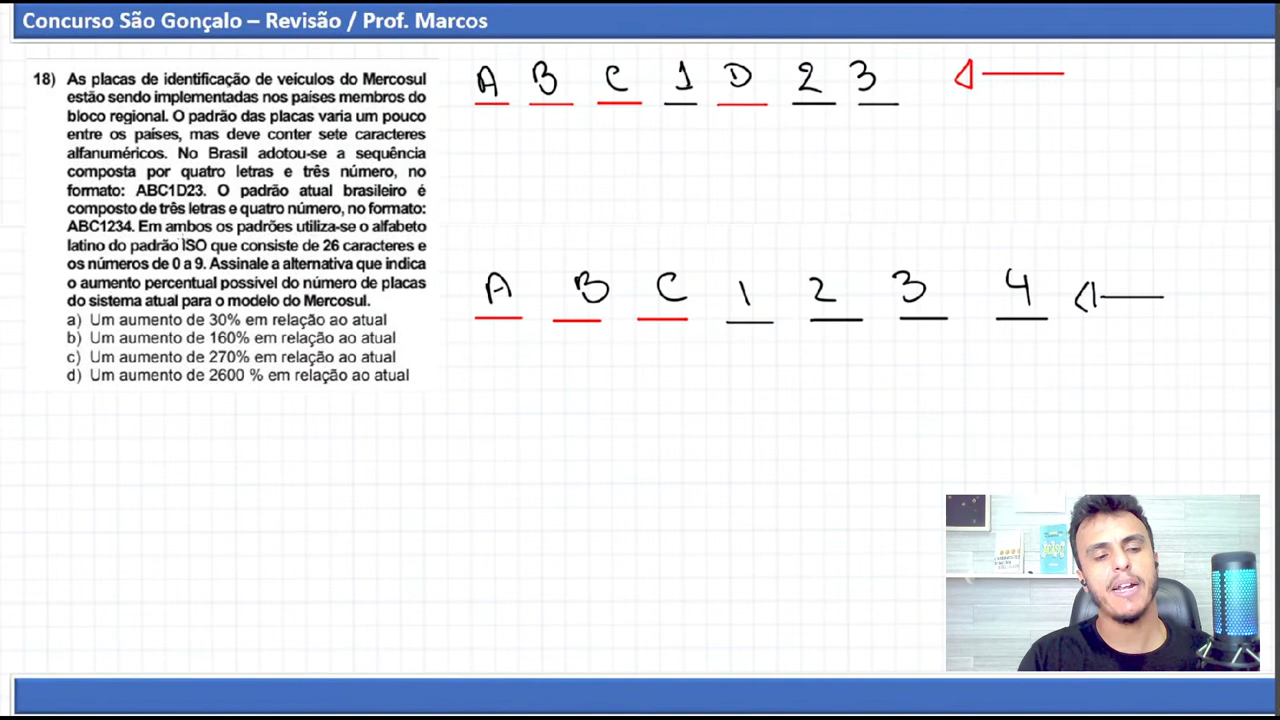 Concurso São Gonçalo – Revisão / Prof. Marcos
18) As placas de identificação de veículos do Mercosul
estão sendo implementadas nos países membros do
bloco regional. O padrão das placas varia um pouco
entre os países, mas deve conter sete caracteres
alfanuméricos. No Brasil adotou-se a sequência
composta por quatro letras e três número, no
formato: ABC1D23. O padrão atual brasileiro é
composto de três letras e quatro número, no formato:
ABC1234. Em ambos os padrões utiliza-se o alfabeto
latino do padrão ISO que consiste de 26 caracteres e
os números de 0 a 9. Assinale a alternativa que indica
o aumento percentual possível do número de placas
do sistema atual para o modelo do Mercosul.
a) Um aumento de 30% em relação ao atual
b) Um aumento de 160% em relação ao atual
c) Um aumento de 270% em relação ao atual
d) Um aumento de 2600 % em relação ao atual
A B C 1 D 2 3
A B C 1 2 3 4